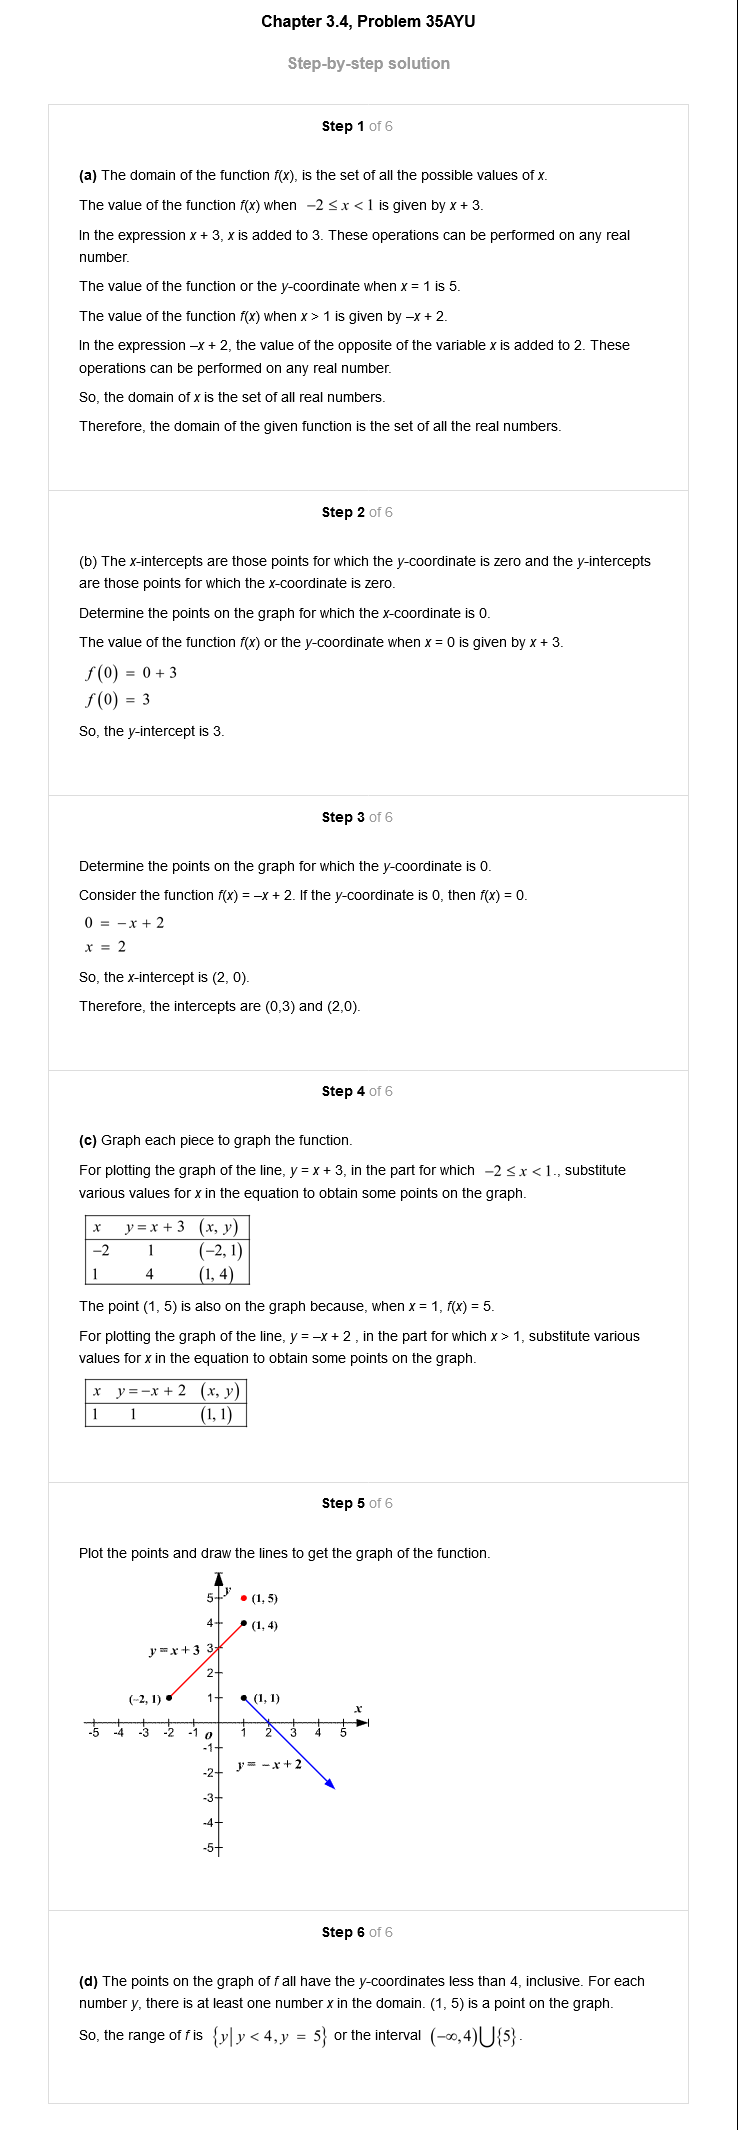 Chapter 3.4, Problem 35AYU
Step-by-step solution
Step 1 of 6
(a) The domain of the function f(x), is the set of all the possible values of x.
The value of the function f(x) when −2 ≤ x < 1 is given by x + 3.
In the expression x + 3, x is added to 3. These operations can be performed on any real
number.
The value of the function or the y-coordinate when x = 1 is 5.
The value of the function f(x) when x > 1 is given by –x + 2.
In the expression –x + 2, the value of the opposite of the variable x is added to 2. These
operations can be performed on any real number.
So, the domain of x is the set of all real numbers.
Therefore, the domain of the given function is the set of all the real numbers.
Step 2 of 6
(b) The x-intercepts are those points for which the y-coordinate is zero and the y-intercepts
are those points for which the x-coordinate is zero.
Determine the points on the graph for which the x-coordinate is 0.
The value of the function f(x) or the y-coordinate when x = 0 is given by x + 3.
f(0) = 0 + 3
f(0) = 3
So, the y-intercept is 3.
Step 3 of 6
Determine the points on the graph for which the y-coordinate is 0.
Consider the function f(x) = –x + 2. If the y-coordinate is 0, then f(x) = 0.
0 = −x + 2
x = 2
So, the x-intercept is (2, 0).
Therefore, the intercepts are (0,3) and (2,0).
Step 4 of 6
(c) Graph each piece to graph the function.
For plotting the graph of the line, y = x + 3, in the part for which −2 ≤ x < 1., substitute
various values for x in the equation to obtain some points on the graph.
x y = x + 3 (x, y)
−2 1 (−2, 1)
1 4 (1, 4)
The point (1, 5) is also on the graph because, when x = 1, f(x) = 5.
For plotting the graph of the line, y = –x + 2 , in the part for which x > 1, substitute various
values for x in the equation to obtain some points on the graph.
x y = −x + 2 (x, y)
1 1 (1, 1)
Step 5 of 6
Plot the points and draw the lines to get the graph of the function.
y
5 (1, 5)
4 (1, 4)
y = x + 3 3
2
(−2, 1) 1 (1, 1)
x
-5 -4 -3 -2 -1 o 1 2 3 4 5
-1
-2 y = − x + 2
-3
-4
-5
Step 6 of 6
(d) The points on the graph of f all have the y-coordinates less than 4, inclusive. For each
number y, there is at least one number x in the domain. (1, 5) is a point on the graph.
So, the range of f is {y| y < 4, y = 5} or the interval (−∞, 4)⋃{5}.